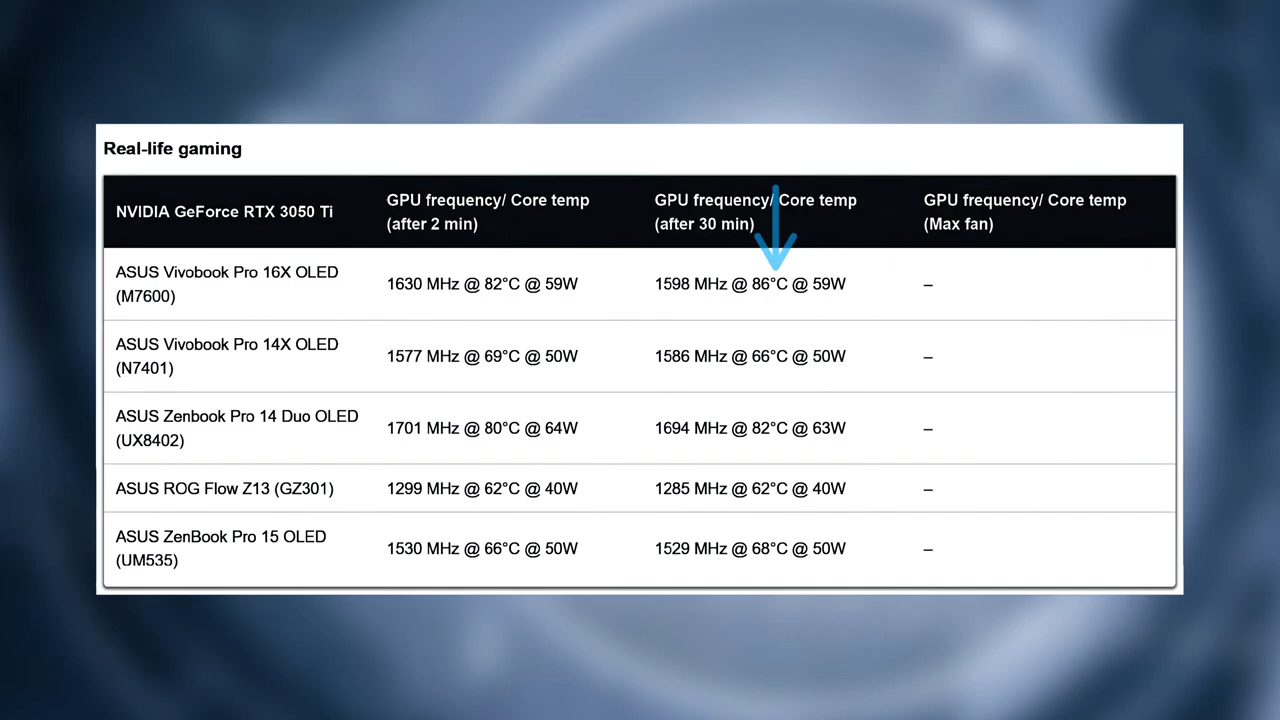 Real-life gaming
NVIDIA GeForce RTX 3050 Ti
GPU frequency/ Core temp
(after 2 min)
GPU frequency/ Core temp
(after 30 min)
GPU frequency/ Core temp
(Max fan)
ASUS Vivobook Pro 16X OLED
(M7600)
1630 MHz @ 82°C @ 59W
1598 MHz @ 86°C @ 59W
–
ASUS Vivobook Pro 14X OLED
(N7401)
1577 MHz @ 69°C @ 50W
1586 MHz @ 66°C @ 50W
–
ASUS Zenbook Pro 14 Duo OLED
(UX8402)
1701 MHz @ 80°C @ 64W
1694 MHz @ 82°C @ 63W
–
ASUS ROG Flow Z13 (GZ301)
1299 MHz @ 62°C @ 40W
1285 MHz @ 62°C @ 40W
–
ASUS ZenBook Pro 15 OLED
(UM535)
1530 MHz @ 66°C @ 50W
1529 MHz @ 68°C @ 50W
–